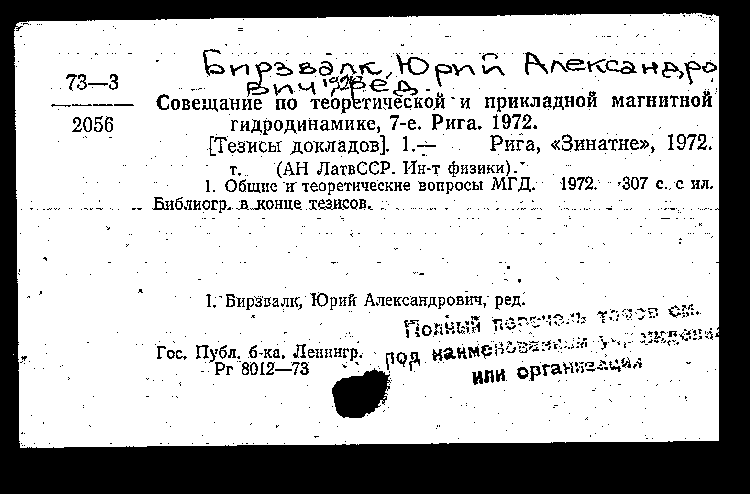 Бирзвалк, Юрий Александро
вич, ред.
73—3
2056
Совещание по теоретической и прикладной магнитной
гидродинамике, 7-е. Рига. 1972.
[Тезисы докладов]. 1.— Рига, «Зинатне», 1972.
т. (АН ЛатвССР. Ин-т физики).
1. Общие и теоретические вопросы МГД. 1972. 307 с. с ил.
Библиогр. в конце тезисов.
I. Бирзвалк, Юрий Александрович, ред.
Гос. Публ. б-ка. Ленингр.
Рг 8012—73
Полный перечень томов см.
под наименованием учреждения
или организация